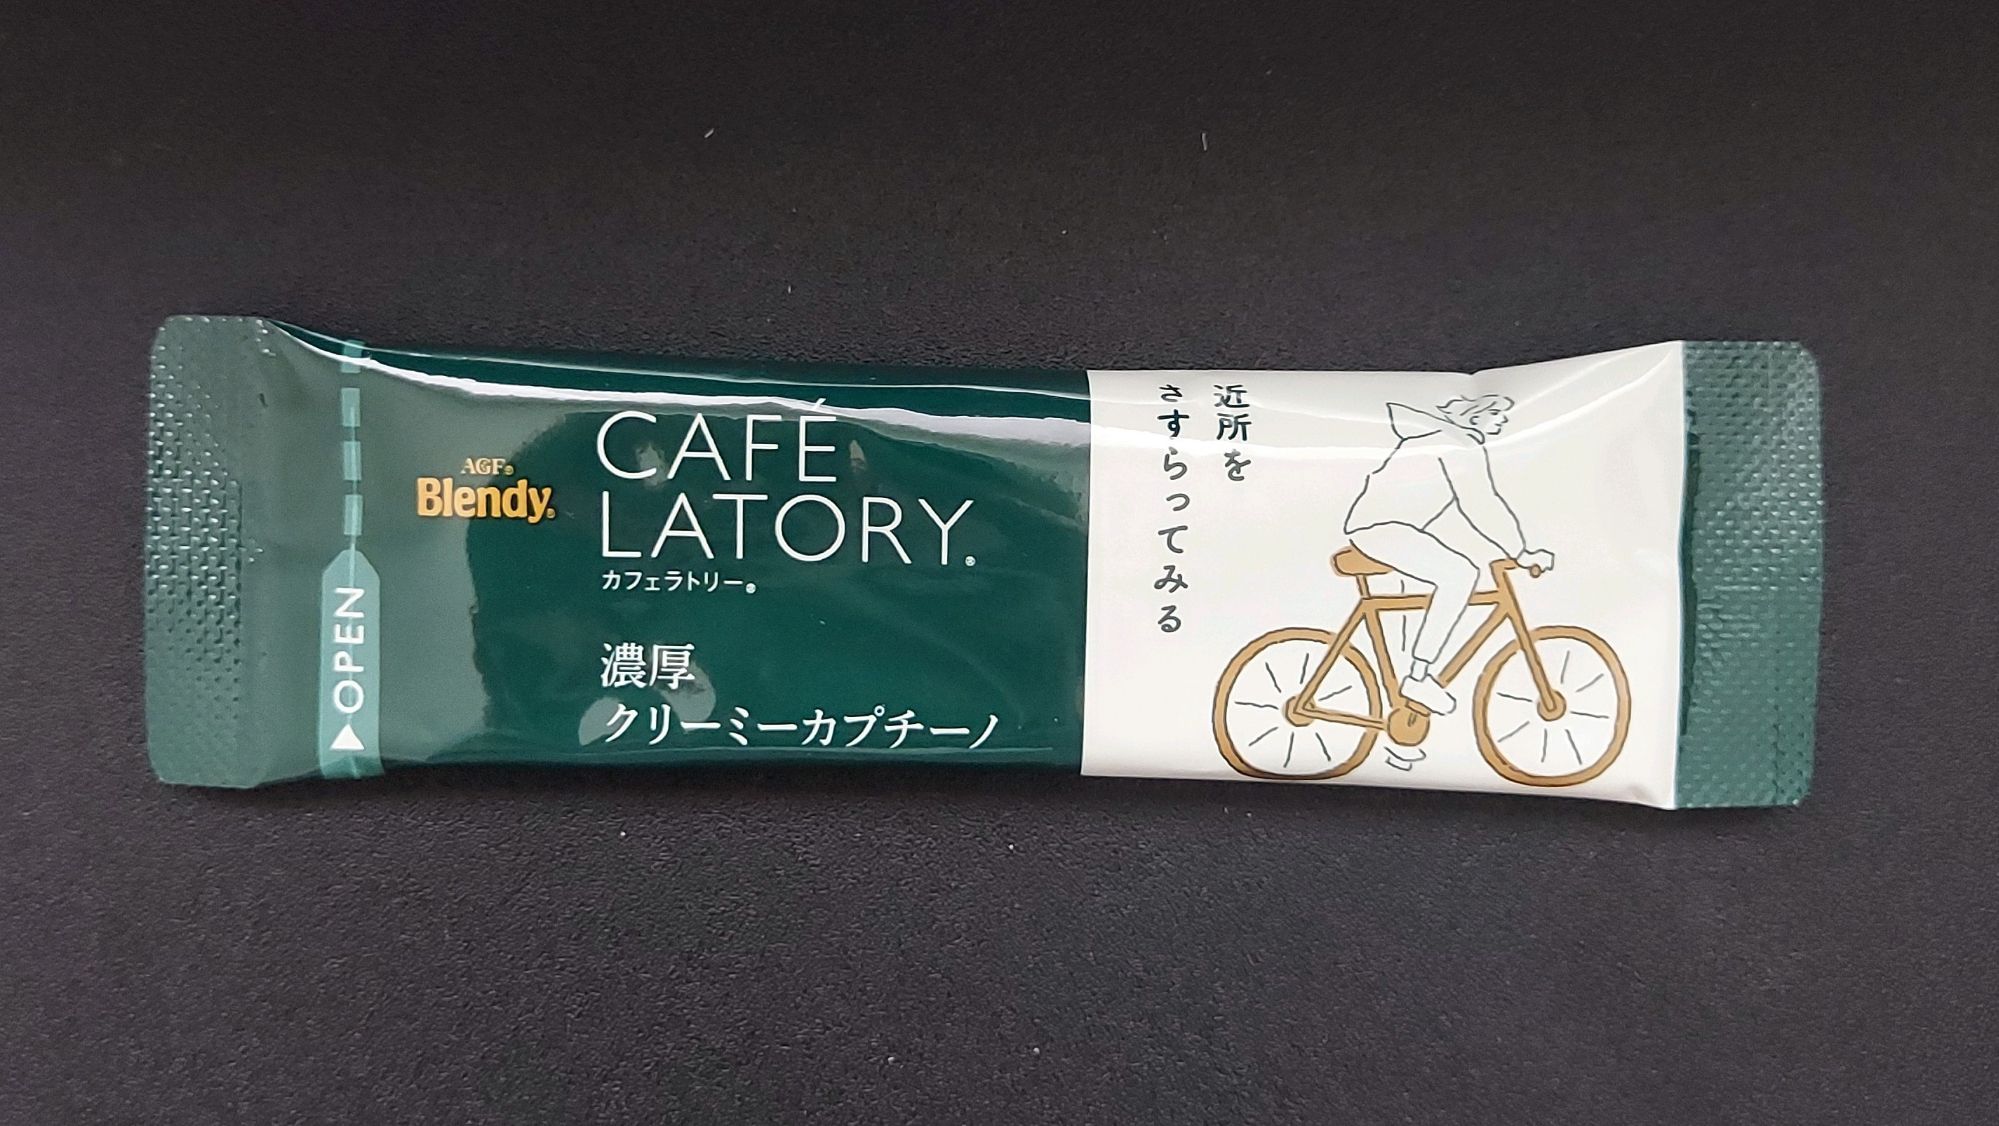 OPEN
AGF®
Blendy®
CAFÉ
LATORY®
カフェラトリー®
濃厚
クリーミーカプチーノ
近所を
さすらってみる